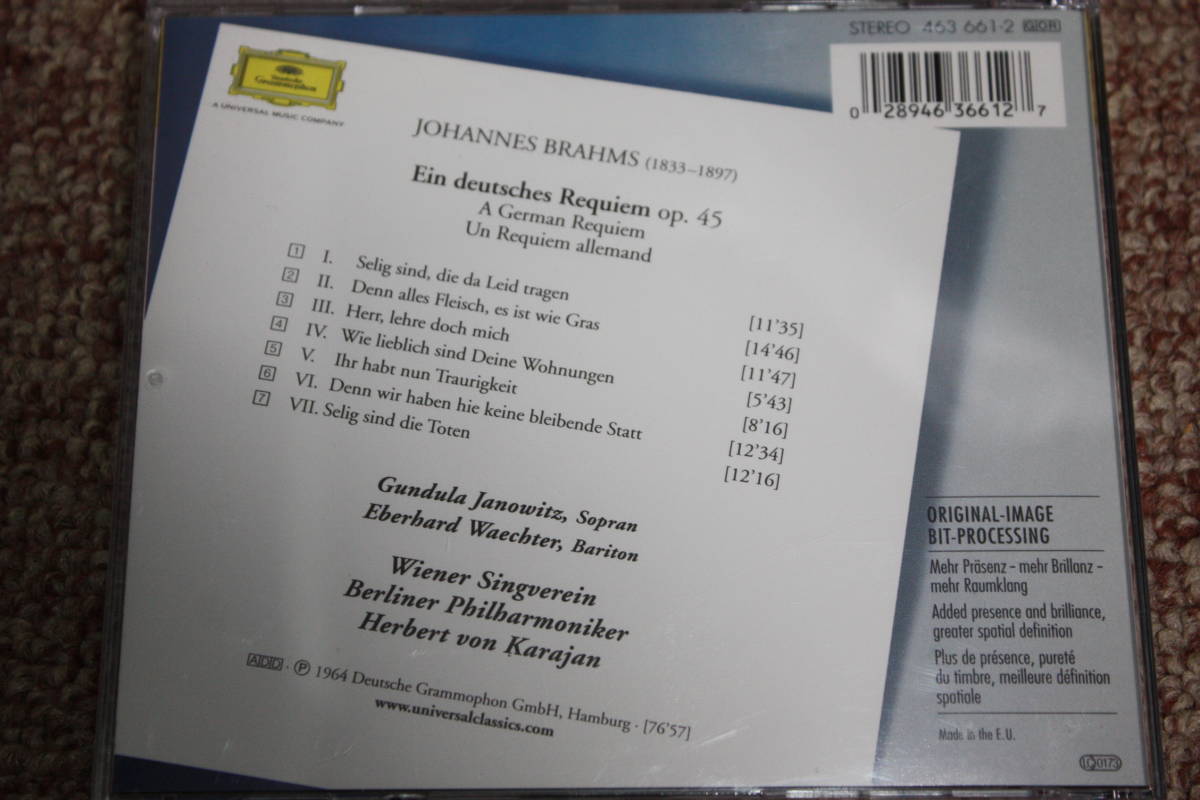 STEREO 463 661-2 GOR
0 28946 36612 7
Deutsche
Grammophon
A UNIVERSAL MUSIC COMPANY
JOHANNES BRAHMS (1833–1897)
Ein deutsches Requiem op. 45
A German Requiem
Un Requiem allemand
1 I. Selig sind, die da Leid tragen [11'35]
2 II. Denn alles Fleisch, es ist wie Gras [14'46]
3 III. Herr, lehre doch mich [11'47]
4 IV. Wie lieblich sind Deine Wohnungen [5'43]
5 V. Ihr habt nun Traurigkeit [8'16]
6 VI. Denn wir haben hie keine bleibende Statt [12'34]
7 VII. Selig sind die Toten [12'16]
Gundula Janowitz, Sopran
Eberhard Waechter, Bariton
Wiener Singverein
Berliner Philharmoniker
Herbert von Karajan
ADD · ℗ 1964 Deutsche Grammophon GmbH, Hamburg · [76'57]
www.universalclassics.com
ORIGINAL-IMAGE
BIT-PROCESSING
Mehr Präsenz – mehr Brillanz –
mehr Raumklang
Added presence and brilliance,
greater spatial definition
Plus de présence, pureté
du timbre, meilleure définition
spatiale
Made in the E.U.
LC 0173